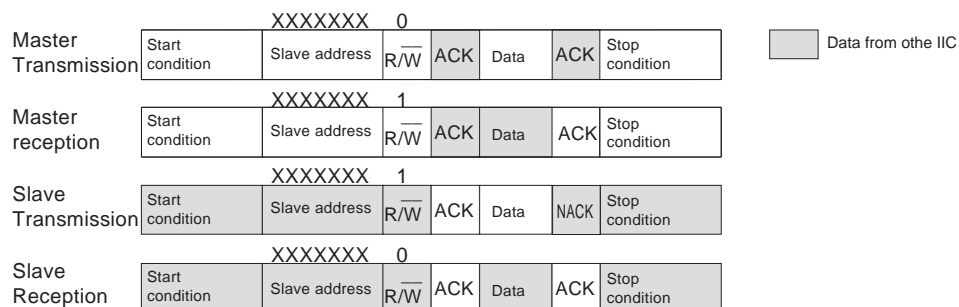 XXXXXXX 0
Master Transmission
Start condition
Slave address
R/W̅
ACK
Data
ACK
Stop condition
Data from othe IIC
XXXXXXX 1
Master reception
Start condition
Slave address
R/W̅
ACK
Data
ACK
Stop condition
XXXXXXX 1
Slave Transmission
Start condition
Slave address
R/W̅
ACK
Data
NACK
Stop condition
XXXXXXX 0
Slave Reception
Start condition
Slave address
R/W̅
ACK
Data
ACK
Stop condition